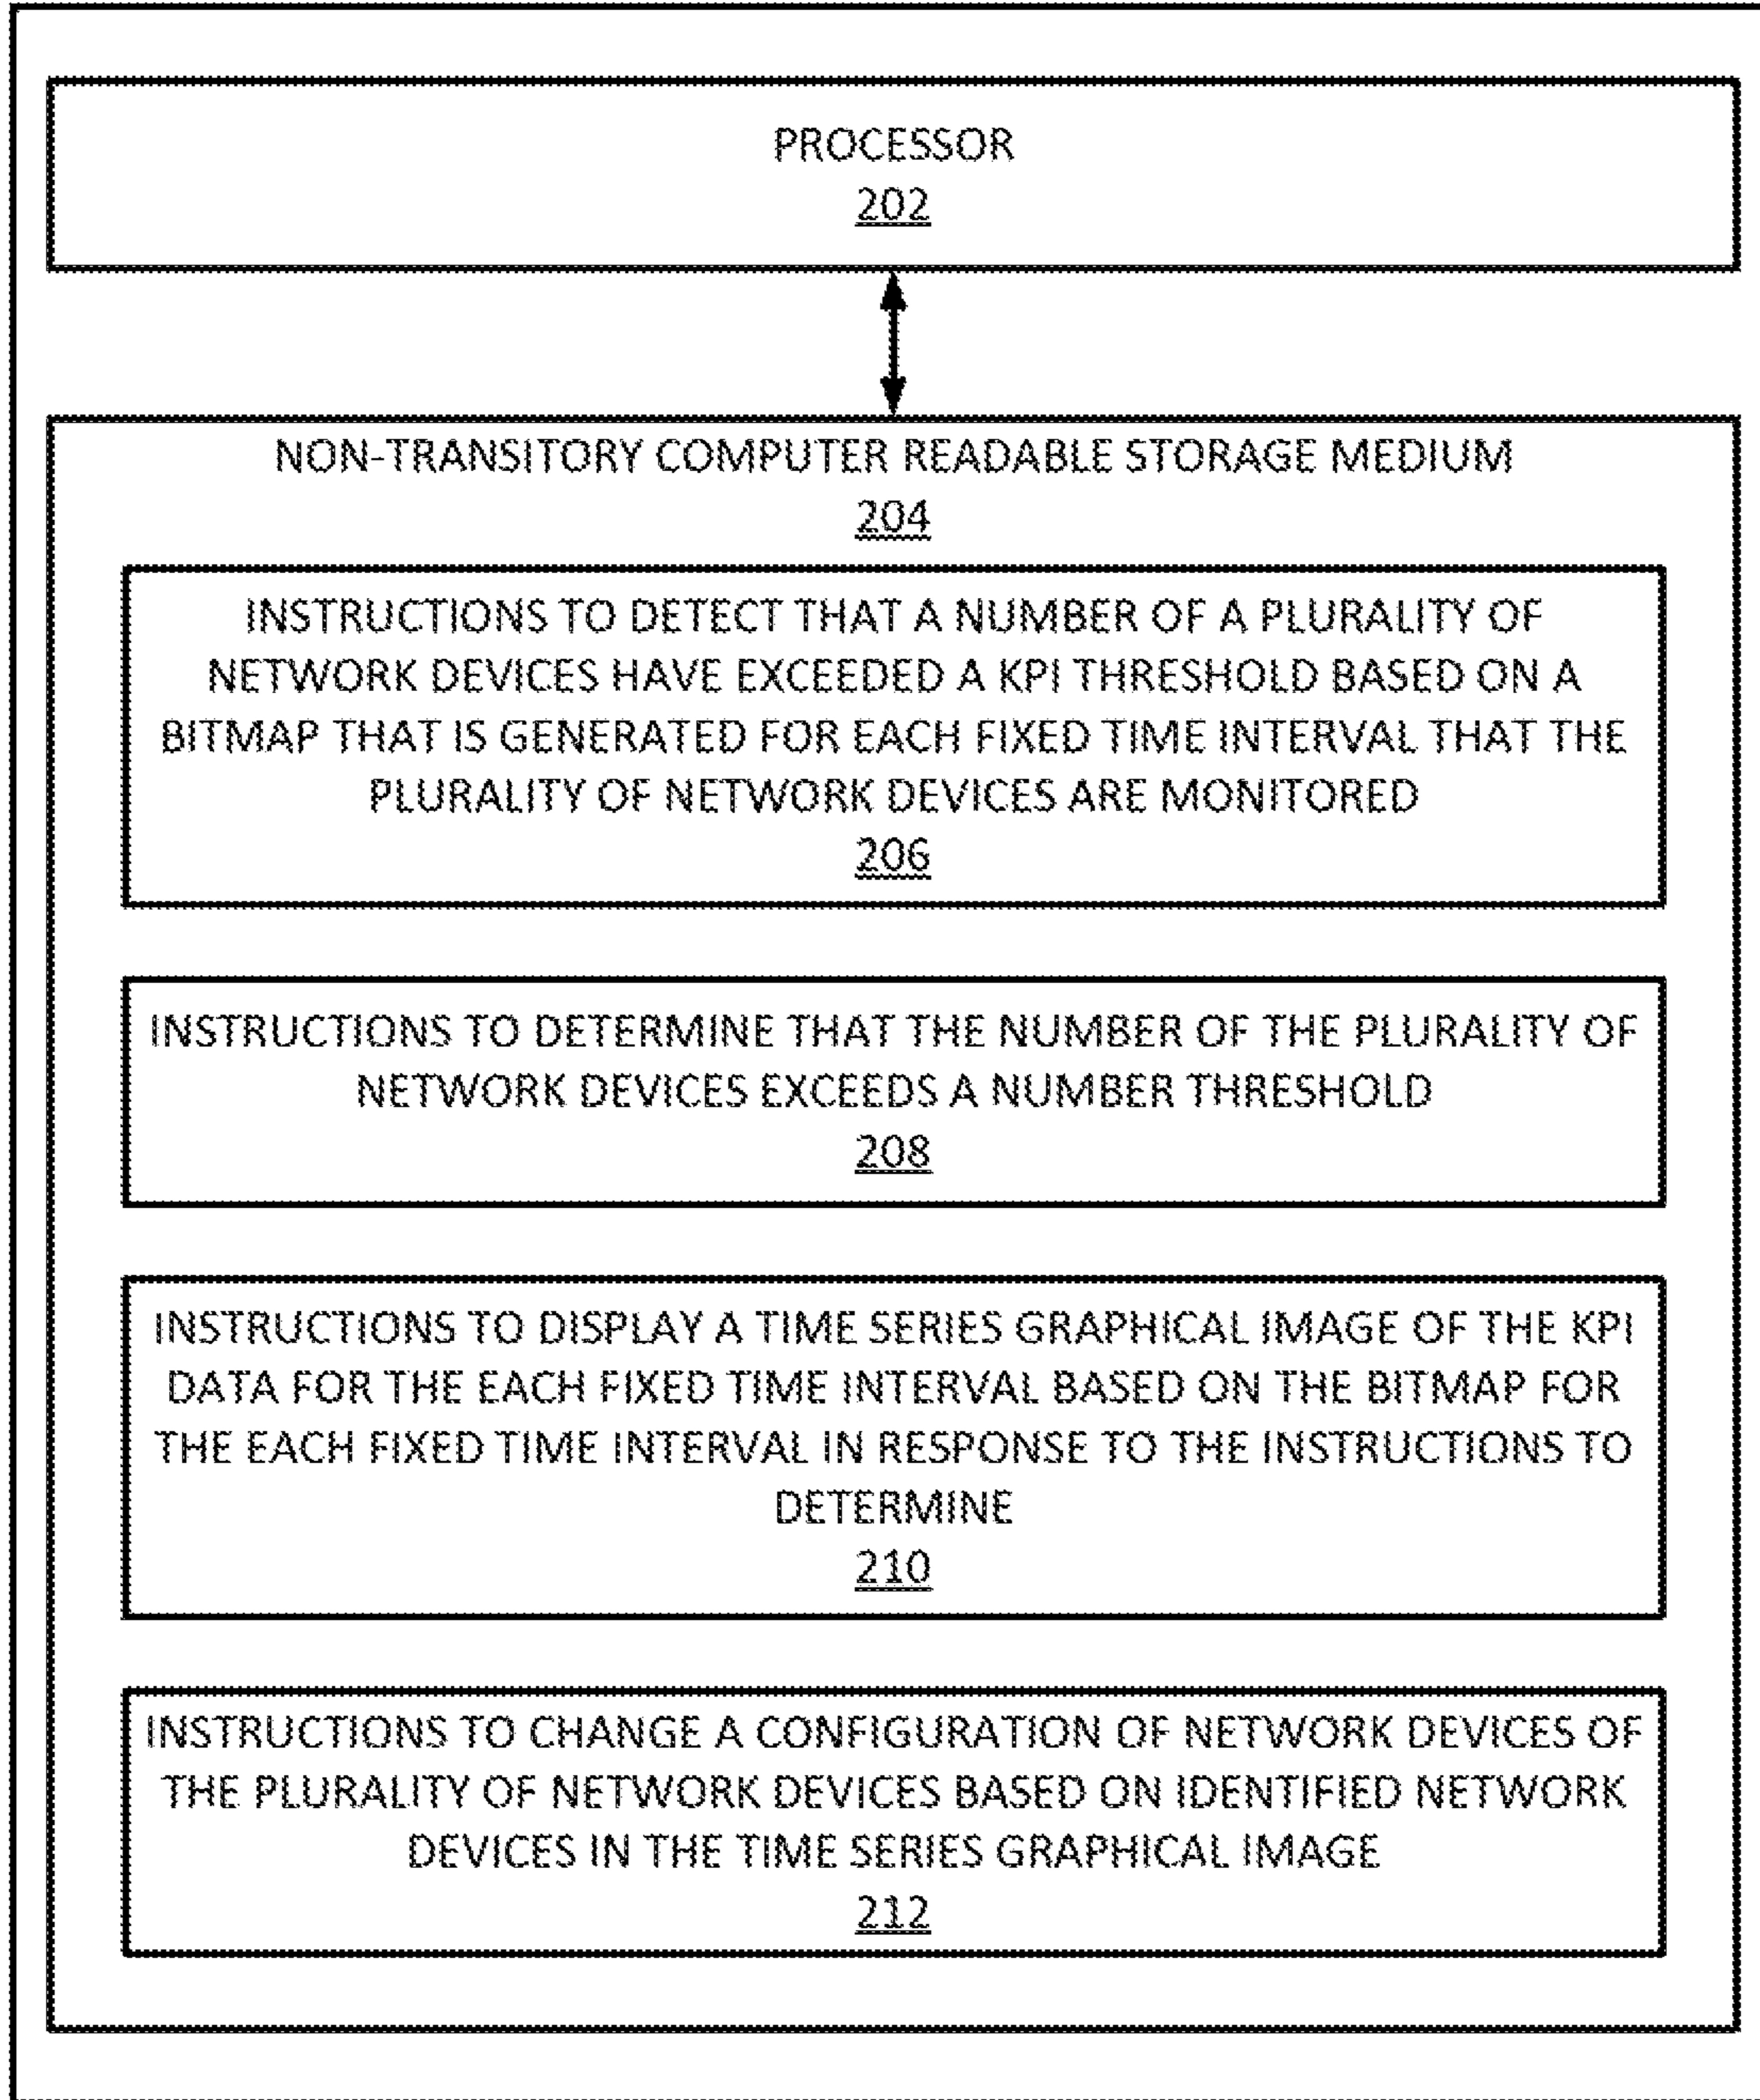 PROCESSOR
202
NON-TRANSITORY COMPUTER READABLE STORAGE MEDIUM
204
INSTRUCTIONS TO DETECT THAT A NUMBER OF A PLURALITY OF
NETWORK DEVICES HAVE EXCEEDED A KPI THRESHOLD BASED ON A
BITMAP THAT IS GENERATED FOR EACH FIXED TIME INTERVAL THAT THE
PLURALITY OF NETWORK DEVICES ARE MONITORED
206
INSTRUCTIONS TO DETERMINE THAT THE NUMBER OF THE PLURALITY OF
NETWORK DEVICES EXCEEDS A NUMBER THRESHOLD
208
INSTRUCTIONS TO DISPLAY A TIME SERIES GRAPHICAL IMAGE OF THE KPI
DATA FOR THE EACH FIXED TIME INTERVAL BASED ON THE BITMAP FOR
THE EACH FIXED TIME INTERVAL IN RESPONSE TO THE INSTRUCTIONS TO
DETERMINE
210
INSTRUCTIONS TO CHANGE A CONFIGURATION OF NETWORK DEVICES OF
THE PLURALITY OF NETWORK DEVICES BASED ON IDENTIFIED NETWORK
DEVICES IN THE TIME SERIES GRAPHICAL IMAGE
212